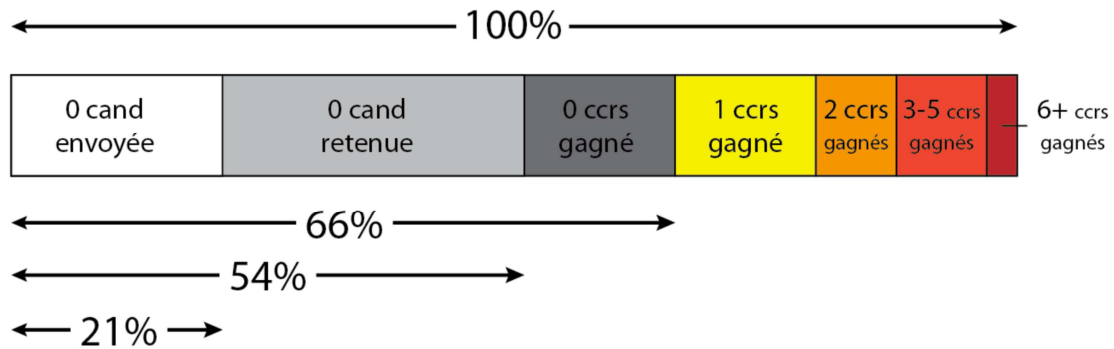 100%
0 cand
envoyée
0 cand
retenue
0 ccrs
gagné
1 ccrs
gagné
2 ccrs
gagnés
3-5 ccrs
gagnés
6+ ccrs
gagnés
66%
54%
21%